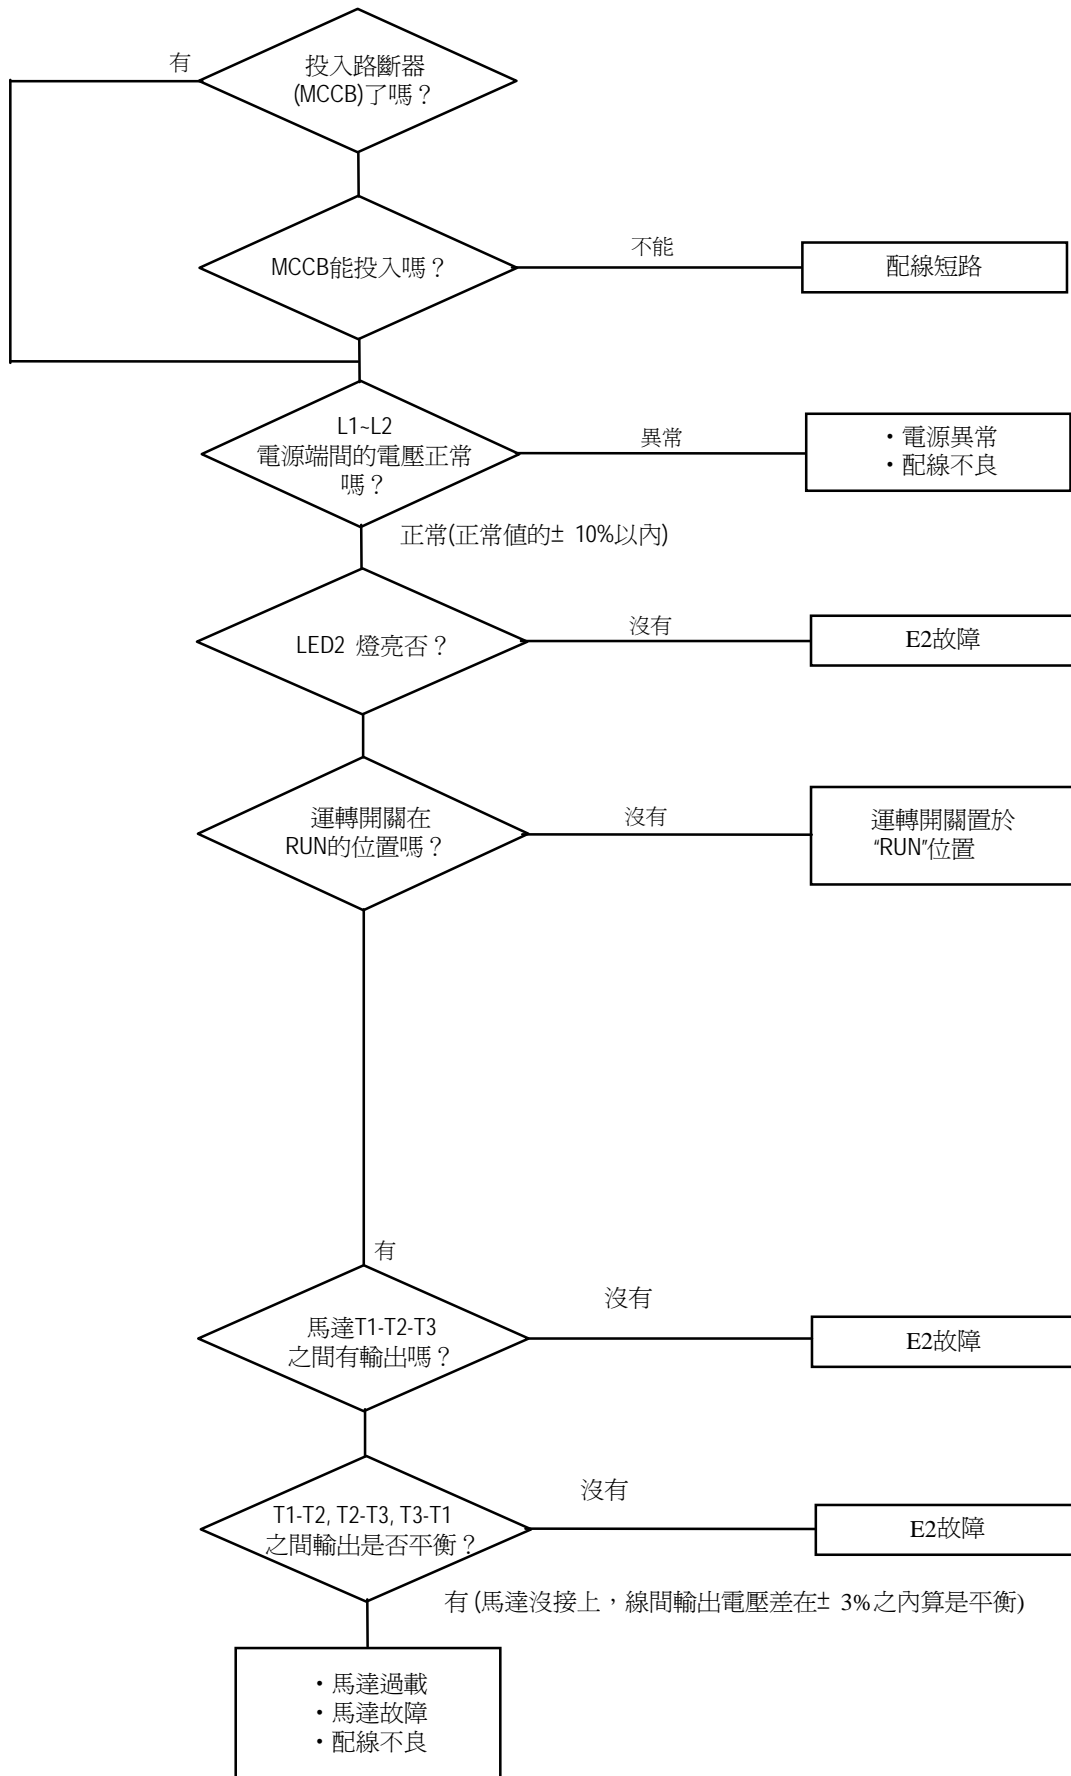 有
投入路斷器
(MCCB)了嗎？
MCCB能投入嗎？
不能
配線短路
L1~L2
電源端間的電壓正常
嗎？
異常
・電源異常
・配線不良
正常(正常值的± 10%以內)
LED2 燈亮否？
沒有
E2故障
運轉開關在
RUN的位置嗎？
沒有
運轉開關置於
“RUN”位置
有
馬達T1-T2-T3
之間有輸出嗎？
沒有
E2故障
T1-T2, T2-T3, T3-T1
之間輸出是否平衡？
沒有
E2故障
有 (馬達沒接上，線間輸出電壓差在± 3%之內算是平衡)
・馬達過載
・馬達故障
・配線不良